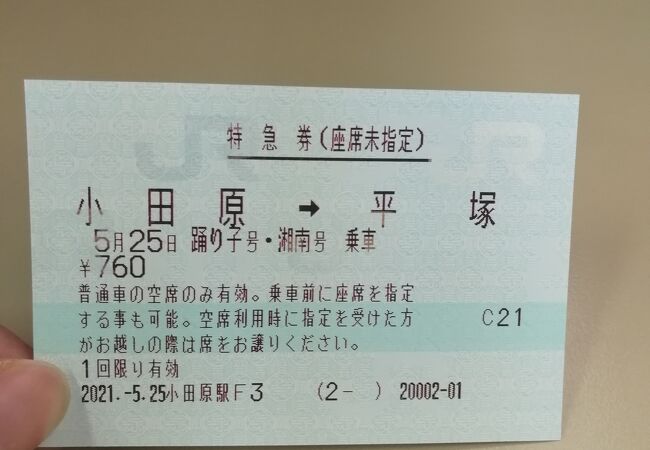 特急券(座席未指定)
小田原 → 平塚
5月25日 踊り子号・湘南号 乗車
¥760
普通車の空席のみ有効。乗車前に座席を指定
する事も可能。空席利用時に指定を受けた方 C21
がお越しの際は席をお譲りください。
1回限り有効
2021.-5.25小田原駅F3 (2- ) 20002-01